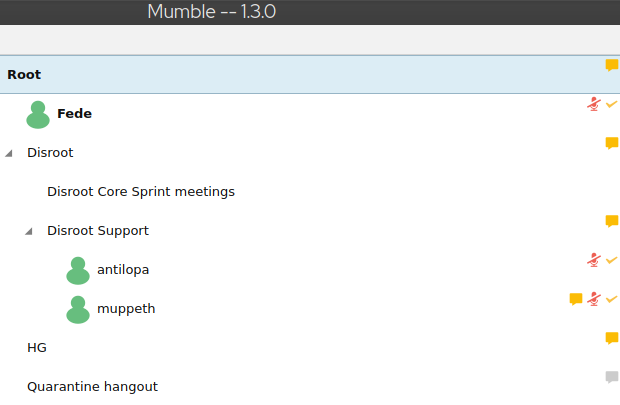 Mumble -- 1.3.0
Root
Fede
Disroot
Disroot Core Sprint meetings
Disroot Support
antilopa
muppeth
HG
Quarantine hangout